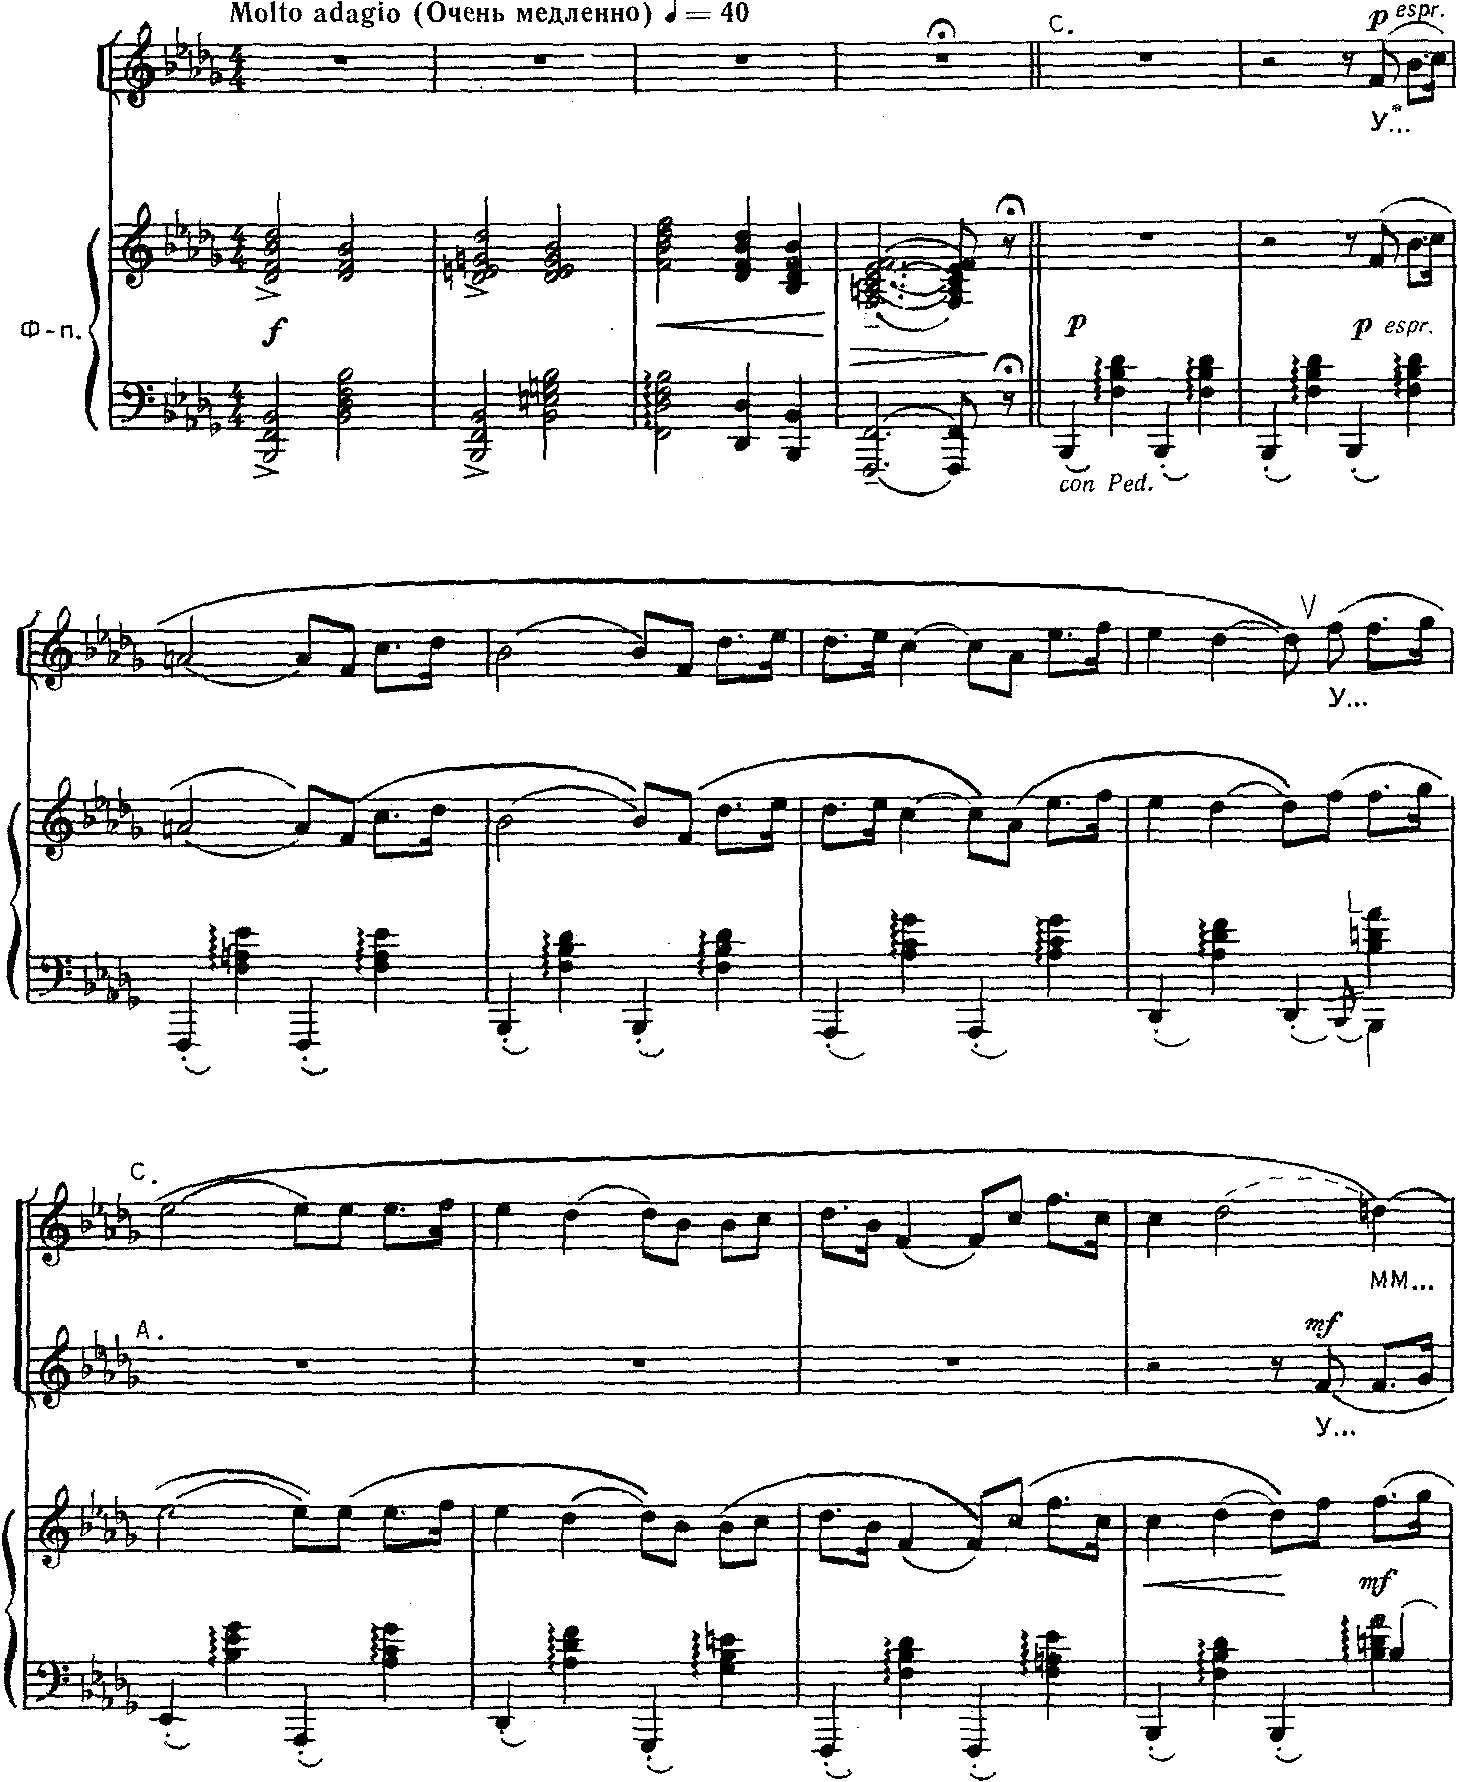 Molto adagio (Очень медленно) ♩= 40
С.
p espr.
У*...
Ф-п.
f
p
p espr.
con Ped.
У...
С.
мм...
А.
mf
У...
mf